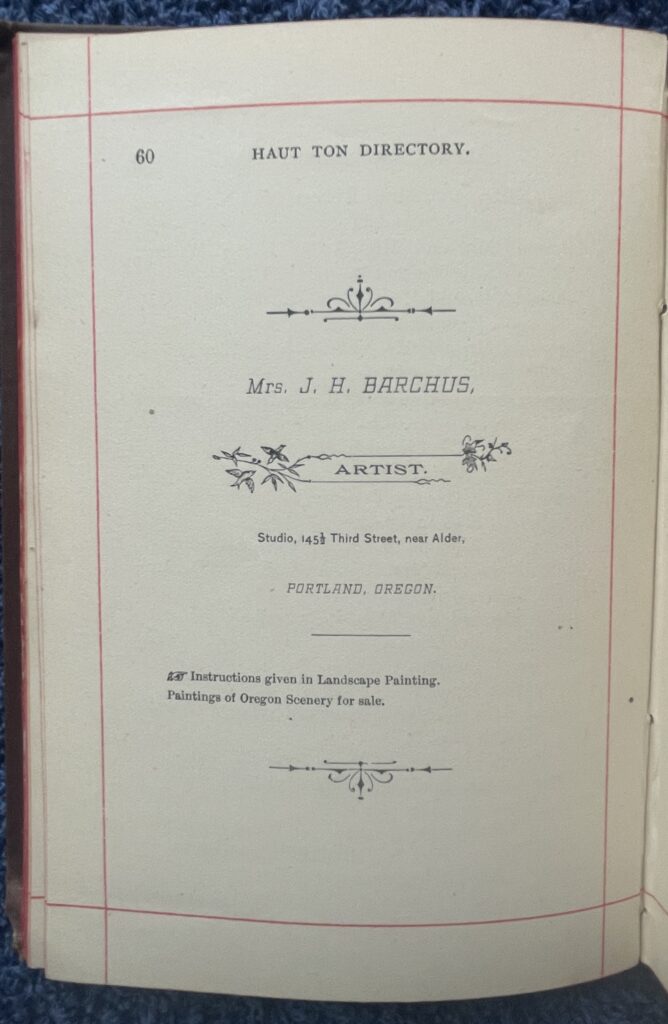 60 HAUT TON DIRECTORY.
Mrs. J. H. BARCHUS,
ARTIST.
Studio, 145½ Third Street, near Alder,
PORTLAND, OREGON.
☞ Instructions given in Landscape Painting.
Paintings of Oregon Scenery for sale.